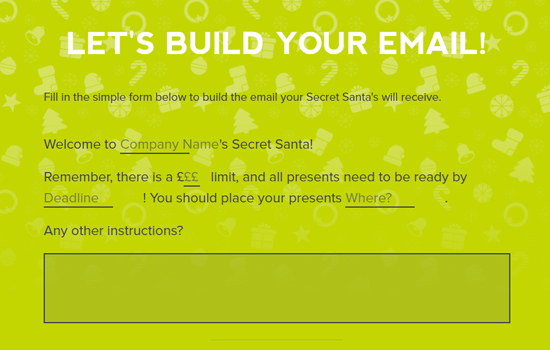 LET'S BUILD YOUR EMAIL!
Fill in the simple form below to build the email your Secret Santa's will receive.
Welcome to Company Name's Secret Santa!
Remember, there is a £££ limit, and all presents need to be ready by
Deadline ! You should place your presents Where? .
Any other instructions?